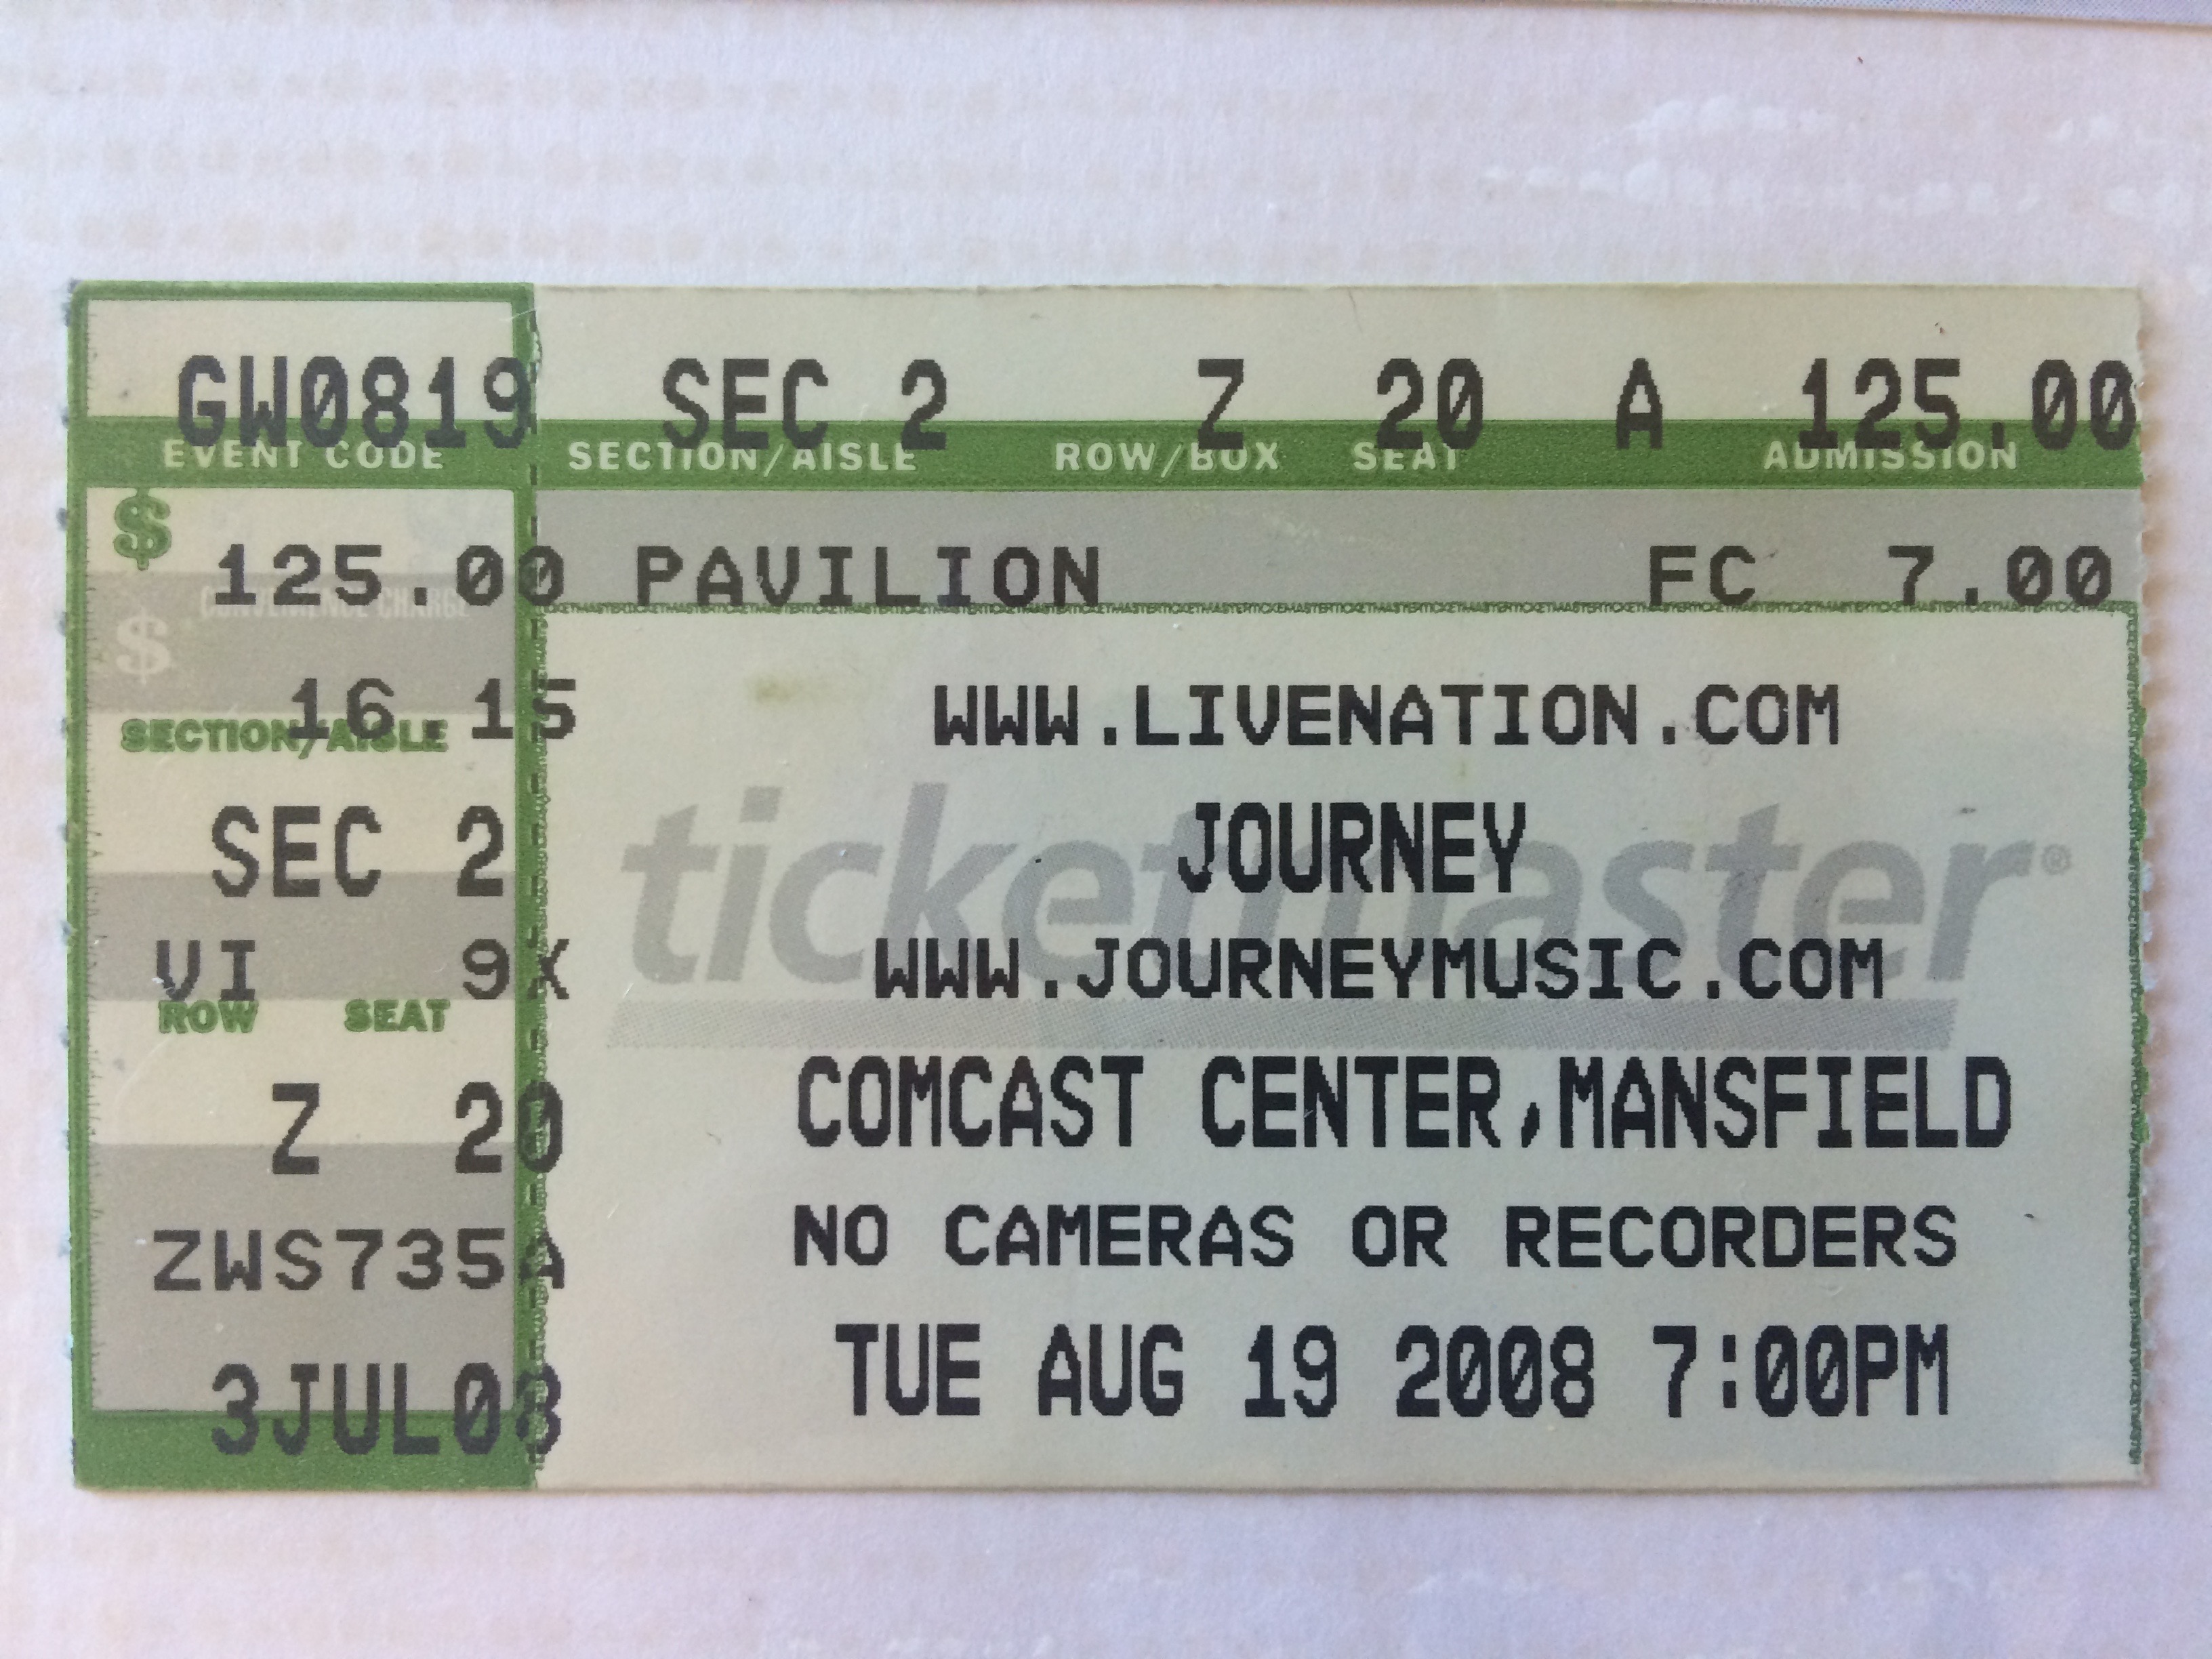 GW0819 SEC 2 Z 20 A 125.00
EVENT CODE SECTION/AISLE ROW/BOX SEAT ADMISSION
$ 125.00 PAVILION FC 7.00
CONVENIENCE CHARGE
$ 16.15
SECTION/AISLE
SEC 2
VI 9X
ROW SEAT
Z 20
ZWS735A
3JUL08
WWW.LIVENATION.COM
JOURNEY
ticketmaster®
WWW.JOURNEYMUSIC.COM
COMCAST CENTER,MANSFIELD
NO CAMERAS OR RECORDERS
TUE AUG 19 2008 7:00PM